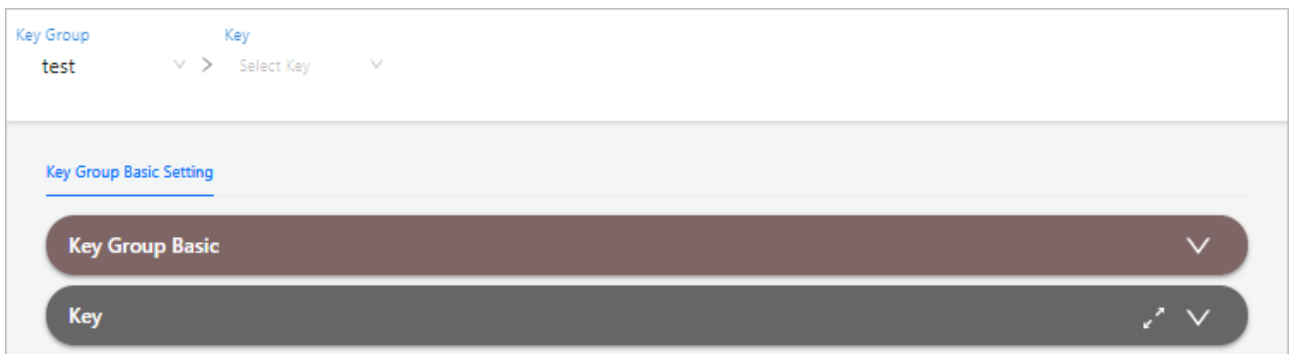 Key Group Key
test > Select Key
Key Group Basic Setting
Key Group Basic
Key